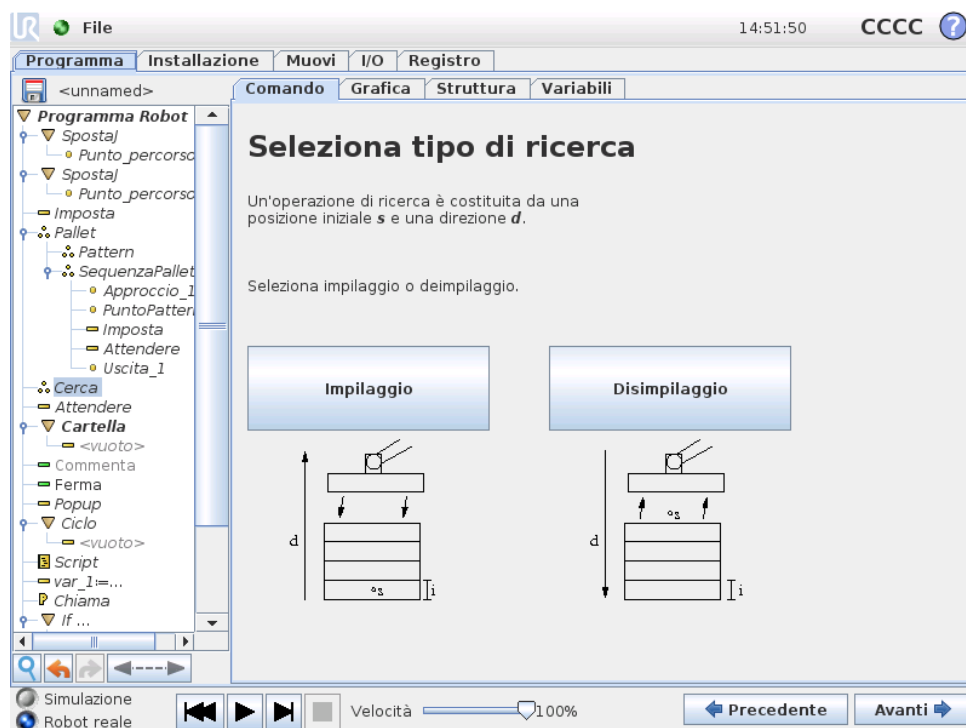 UR File 14:51:50 CCCC ?
Programma Installazione Muovi I/O Registro
<unnamed>
Comando Grafica Struttura Variabili
Programma Robot
SpostaJ
Punto_percorso
SpostaJ
Punto_percorso
Imposta
Pallet
Pattern
SequenzaPallet
Approccio_1
PuntoPatter
Imposta
Attendere
Uscita_1
Cerca
Attendere
Cartella
<vuoto>
Commenta
Ferma
Popup
Ciclo
<vuoto>
Script
var_1:=...
Chiama
If ...
Seleziona tipo di ricerca
Un'operazione di ricerca è costituita da una
posizione iniziale s e una direzione d.
Seleziona impilaggio o deimpilaggio.
Impilaggio Disimpilaggio
d s i
d s i
Simulazione
Robot reale
Velocità 100%
Precedente Avanti